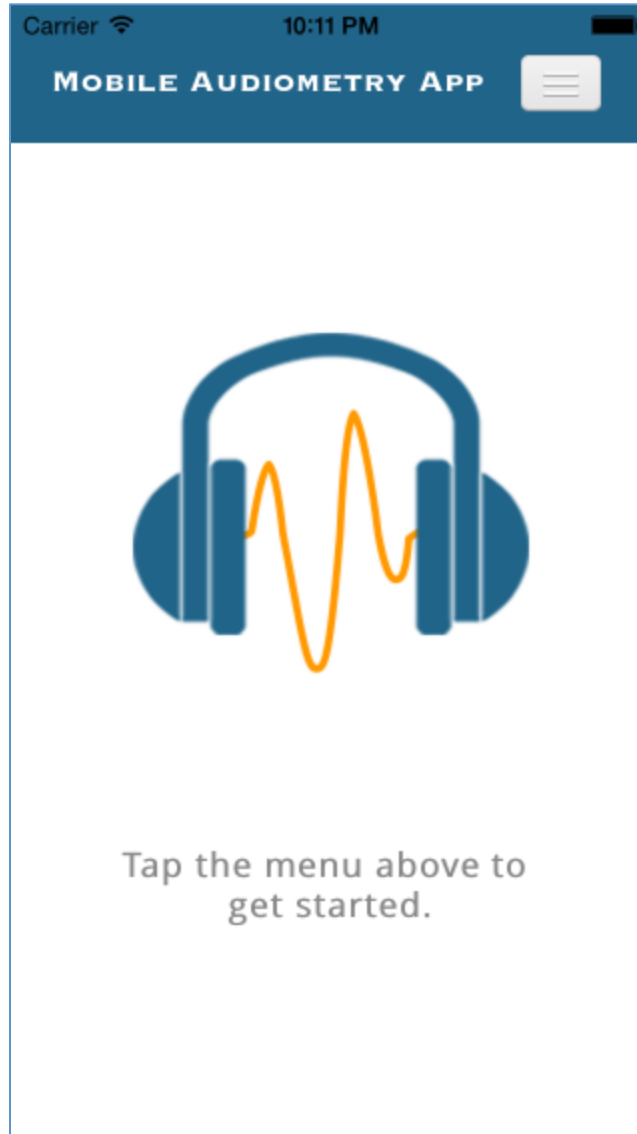 Carrier 10:11 PM
Mobile Audiometry App
Tap the menu above to
get started.